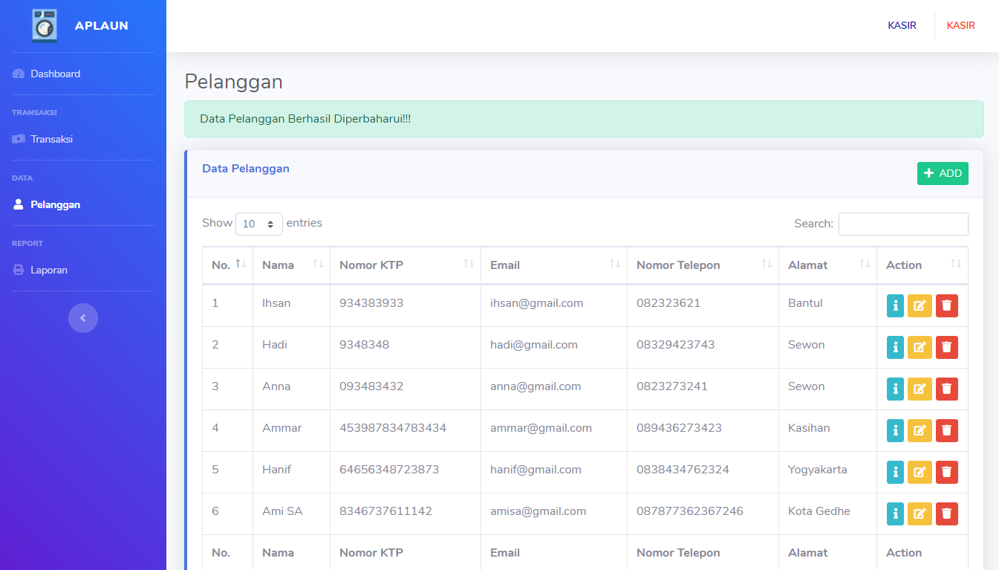 APLAUN
KASIR KASIR
Dashboard
TRANSAKSI
Transaksi
DATA
Pelanggan
REPORT
Laporan
Pelanggan
Data Pelanggan Berhasil Diperbaharui!!!
Data Pelanggan
ADD
Show 10 entries Search:
No. Nama Nomor KTP Email Nomor Telepon Alamat Action
1 Ihsan 934383933 ihsan@gmail.com 082323621 Bantul
2 Hadi 9348348 hadi@gmail.com 08329423743 Sewon
3 Anna 093483432 anna@gmail.com 0823273241 Sewon
4 Ammar 453987834783434 ammar@gmail.com 089436273423 Kasihan
5 Hanif 64656348723873 hanif@gmail.com 0838434762324 Yogyakarta
6 Ami SA 8346737611142 amisa@gmail.com 087877362367246 Kota Gedhe
No. Nama Nomor KTP Email Nomor Telepon Alamat Action